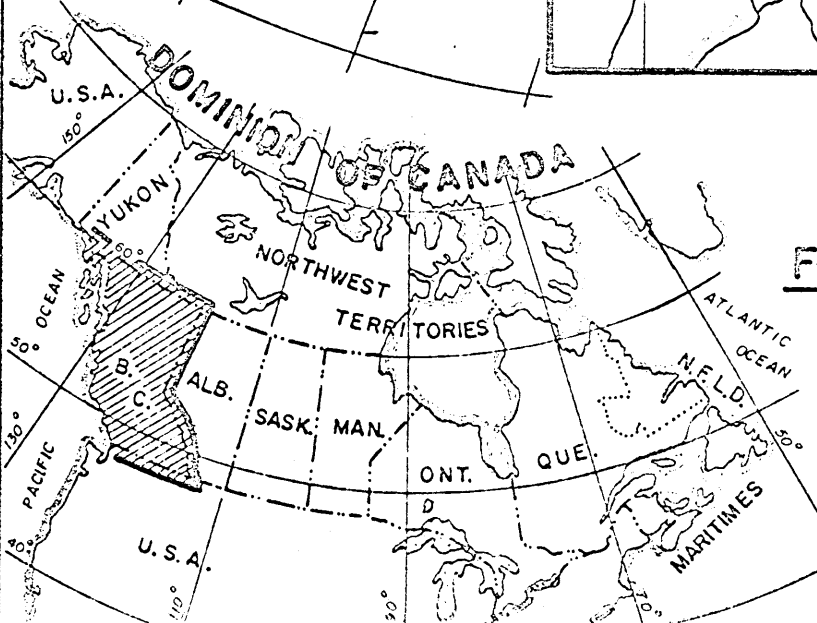 DOMINION OF CANADA
U.S.A.
150°
YUKON
60°
NORTHWEST
TERRITORIES
F
ATLANTIC
OCEAN
PACIFIC
OCEAN
50°
B.
C.
ALB.
SASK.
MAN.
ONT.
QUE.
N.F.L.D.
50°
130°
MARITIMES
40°
U.S.A.
110°
90°
70°